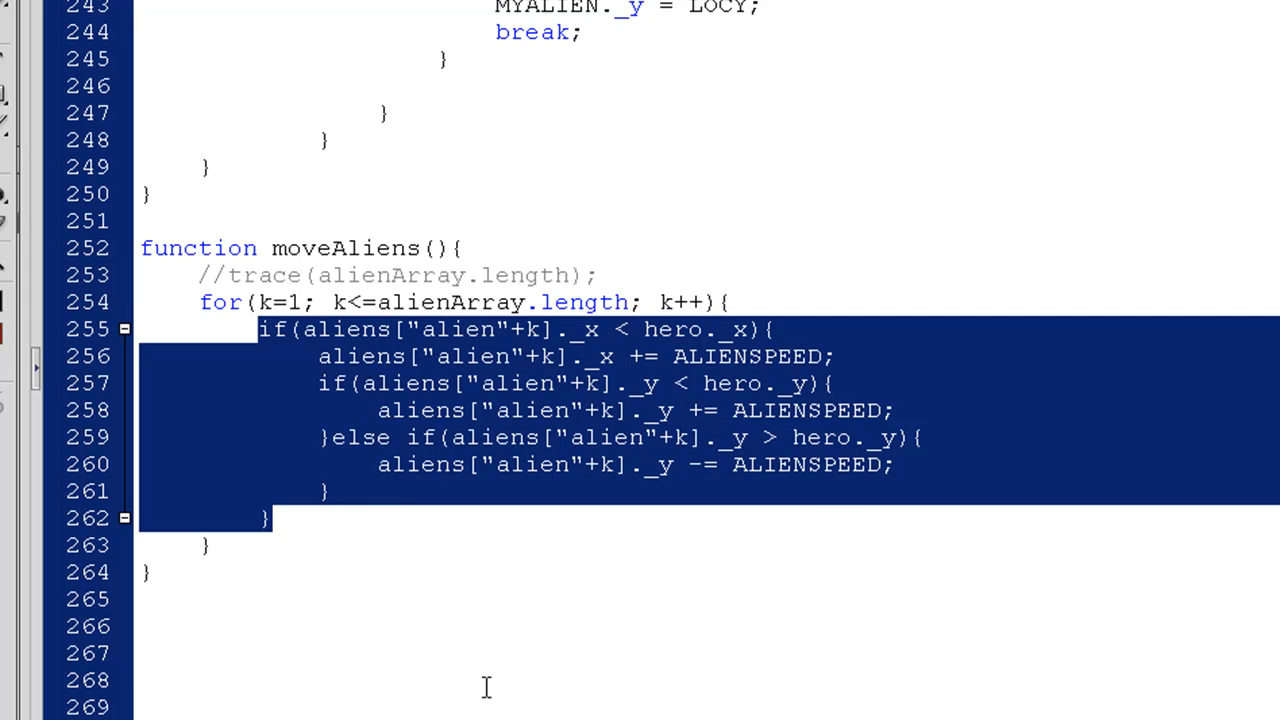 243 MYALIEN._y = LOCY;
244 break;
245 }
246
247 }
248 }
249 }
250 }
251
252 function moveAliens(){
253 //trace(alienArray.length);
254 for(k=1; k<=alienArray.length; k++){
255 if(aliens["alien"+k]._x < hero._x){
256 aliens["alien"+k]._x += ALIENSPEED;
257 if(aliens["alien"+k]._y < hero._y){
258 aliens["alien"+k]._y += ALIENSPEED;
259 }else if(aliens["alien"+k]._y > hero._y){
260 aliens["alien"+k]._y -= ALIENSPEED;
261 }
262 }
263 }
264 }
265
266
267
268
269